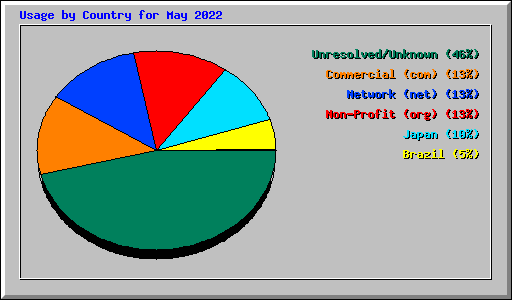 Usage by Country for May 2022
Unresolved/Unknown (46%)
Commercial (com) (13%)
Network (net) (13%)
Non-Profit (org) (13%)
Japan (10%)
Brazil (5%)